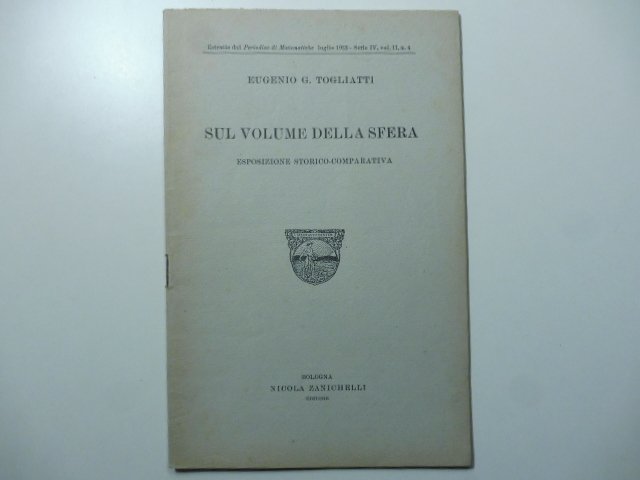 Estratto dal Periodico di Matematiche luglio 1922 - Serie IV, vol. II, n. 4
EUGENIO G. TOGLIATTI
SUL VOLUME DELLA SFERA
ESPOSIZIONE STORICO-COMPARATIVA
BOLOGNA
NICOLA ZANICHELLI
EDITORE